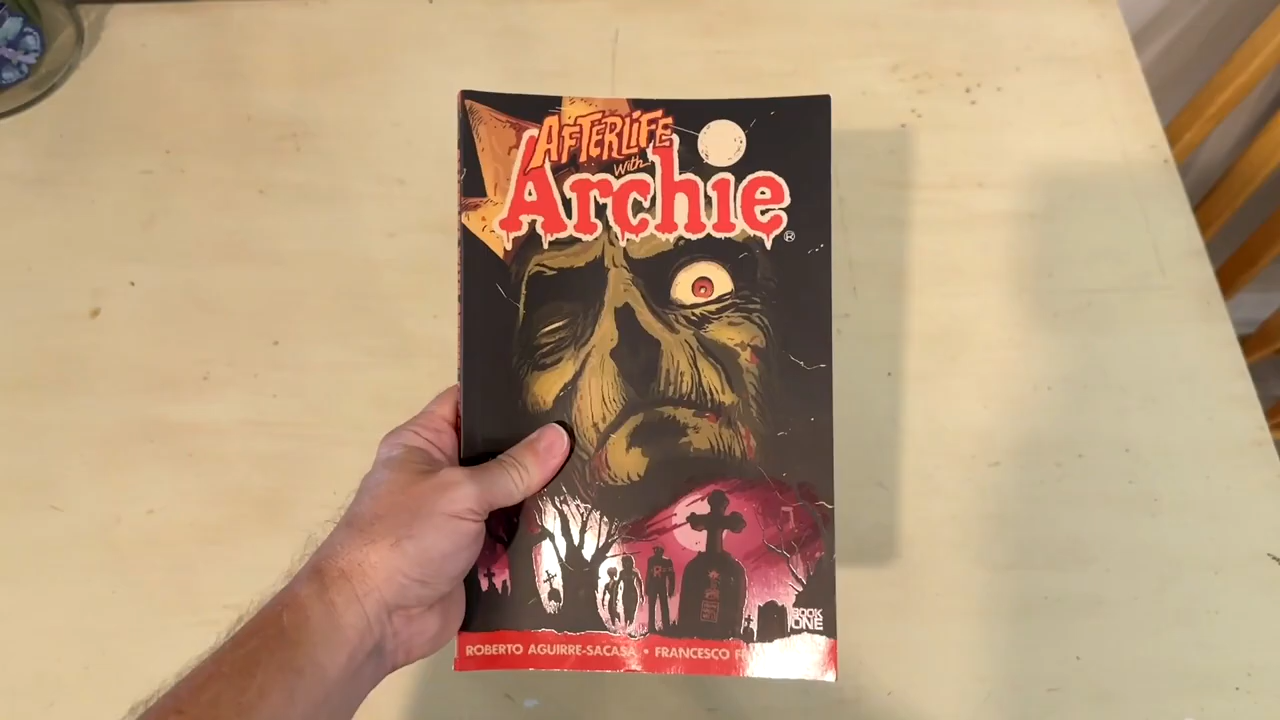 AFTERLIFE
With
Archie
®
R
BOOK
ONE
ROBERTO AGUIRRE-SACASA • FRANCESCO